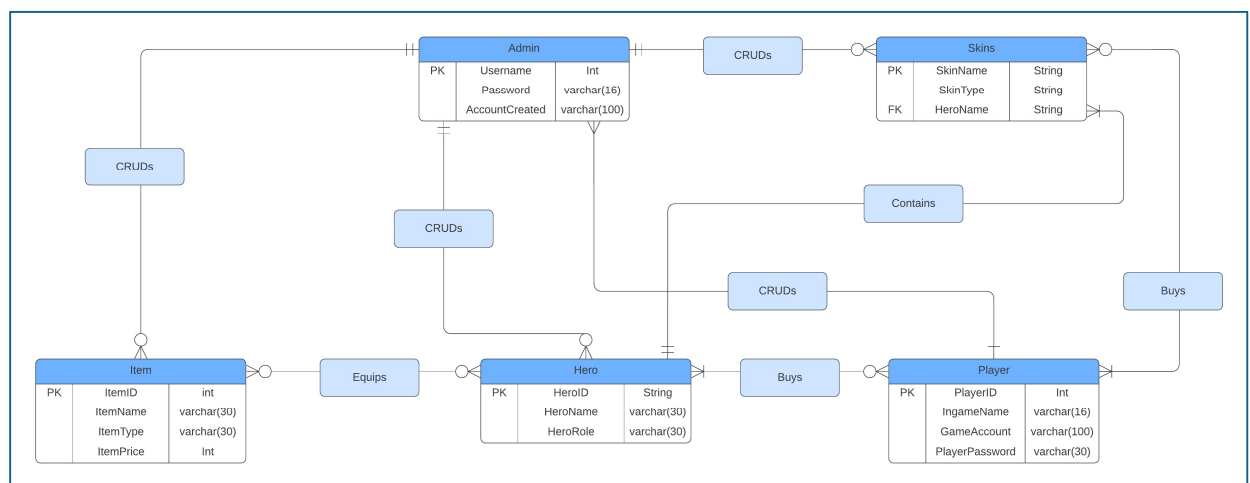 Admin
PK Username Int
Password varchar(16)
AccountCreated varchar(100)
CRUDs
Skins
PK SkinName String
SkinType String
FK HeroName String
CRUDs
CRUDs
Contains
CRUDs
Buys
Item
PK ItemID int
ItemName varchar(30)
ItemType varchar(30)
ItemPrice Int
Equips
Hero
PK HeroID String
HeroName varchar(30)
HeroRole varchar(30)
Buys
Player
PK PlayerID Int
IngameName varchar(16)
GameAccount varchar(100)
PlayerPassword varchar(30)